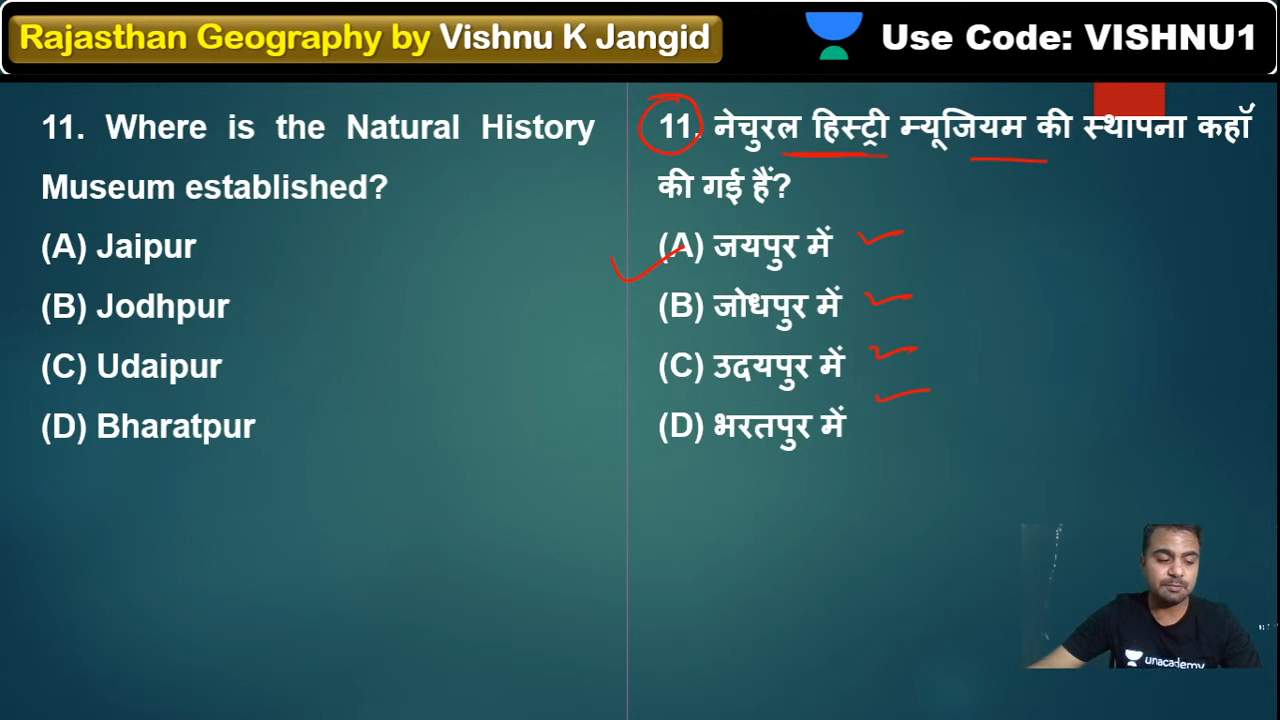 Rajasthan Geography by Vishnu K Jangid
Use Code: VISHNU1
11. Where is the Natural History
Museum established?
(A) Jaipur
(B) Jodhpur
(C) Udaipur
(D) Bharatpur
11. नेचुरल हिस्ट्री म्यूजियम की स्थापना कहाॅ
की गई हैं?
(A) जयपुर में
(B) जोधपुर में
(C) उदयपुर में
(D) भरतपुर में
unacademy